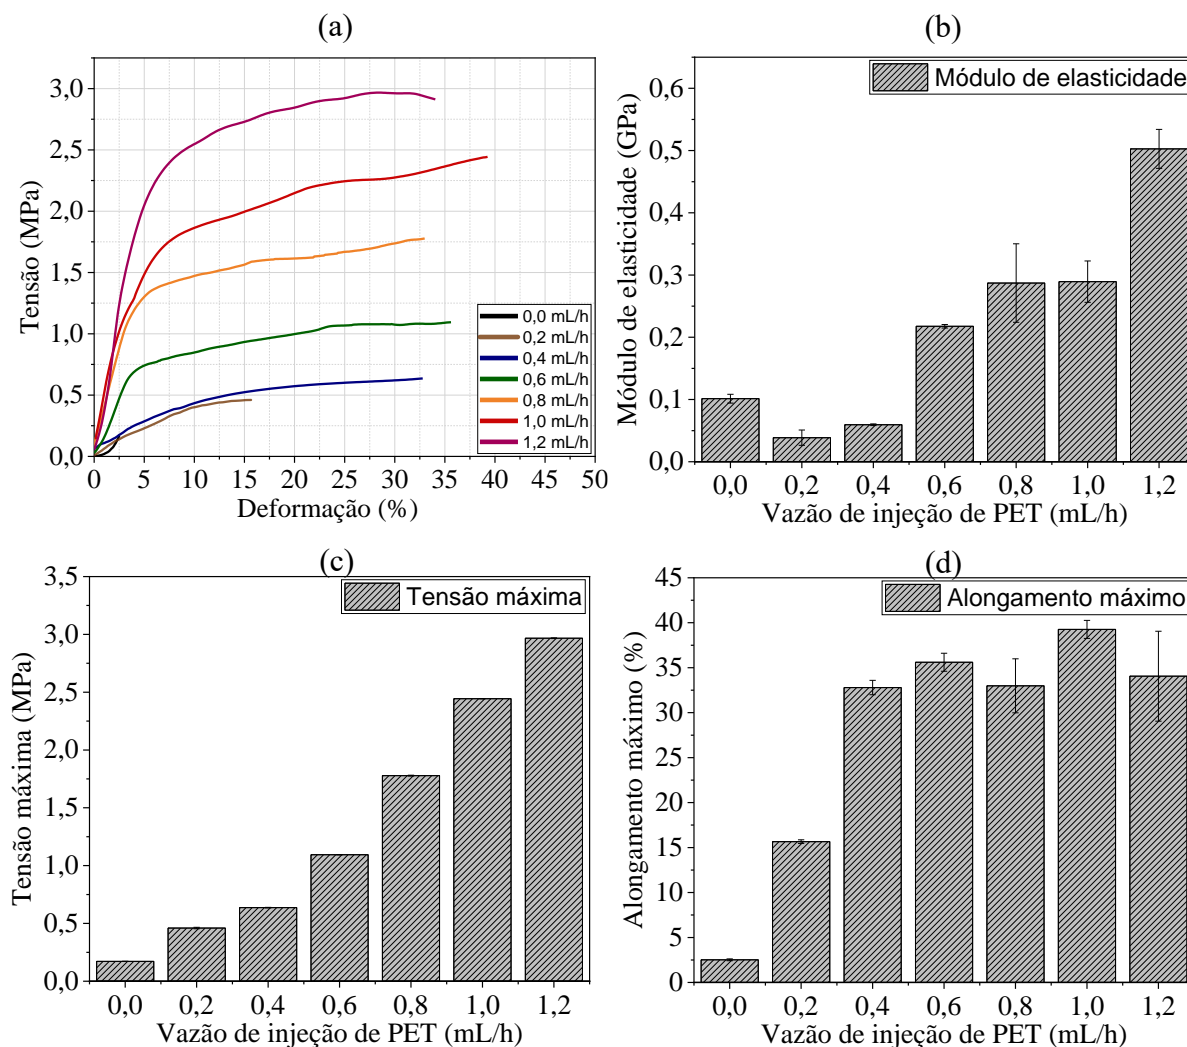 (a)
3,0
2,5
2,0
1,5
1,0
0,5
0,0
Tensão (MPa)
0,0 mL/h
0,2 mL/h
0,4 mL/h
0,6 mL/h
0,8 mL/h
1,0 mL/h
1,2 mL/h
0 5 10 15 20 25 30 35 40 45 50
Deformação (%)
(b)
Módulo de elasticidade
0,6
0,5
0,4
0,3
0,2
0,1
0,0
Módulo de elasticidade (GPa)
0,0 0,2 0,4 0,6 0,8 1,0 1,2
Vazão de injeção de PET (mL/h)
(c)
Tensão máxima
3,5
3,0
2,5
2,0
1,5
1,0
0,5
0,0
Tensão máxima (MPa)
0,0 0,2 0,4 0,6 0,8 1,0 1,2
Vazão de injeção de PET (mL/h)
(d)
Alongamento máximo
45
40
35
30
25
20
15
10
5
0
Alongamento máximo (%)
0,0 0,2 0,4 0,6 0,8 1,0 1,2
Vazão de injeção de PET (mL/h)